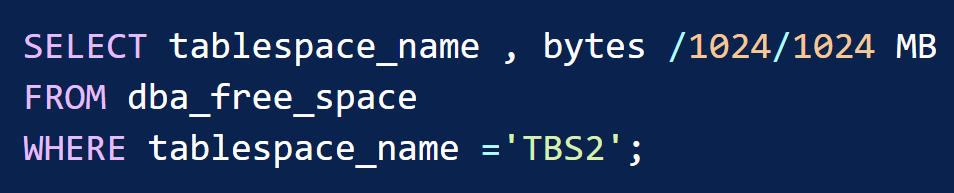 SELECT tablespace_name , bytes /1024/1024 MB
FROM dba_free_space
WHERE tablespace_name ='TBS2';